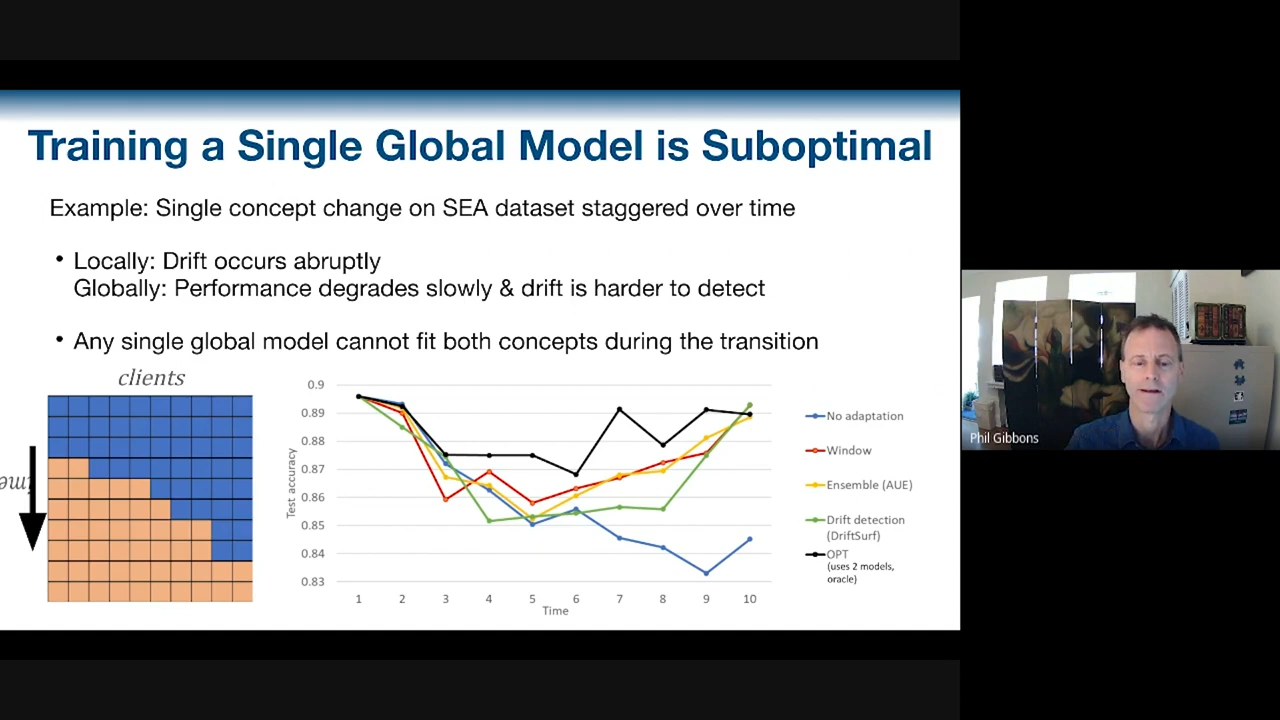 Training a Single Global Model is Suboptimal
Example: Single concept change on SEA dataset staggered over time
• Locally: Drift occurs abruptly
Globally: Performance degrades slowly & drift is harder to detect
• Any single global model cannot fit both concepts during the transition
clients
Test accuracy
0.9
0.89
0.88
0.87
0.86
0.85
0.84
0.83
1 2 3 4 5 6 7 8 9 10
Time
No adaptation
Window
Ensemble (AUE)
Drift detection
(DriftSurf)
OPT
(uses 2 models,
oracle)
Phil Gibbons